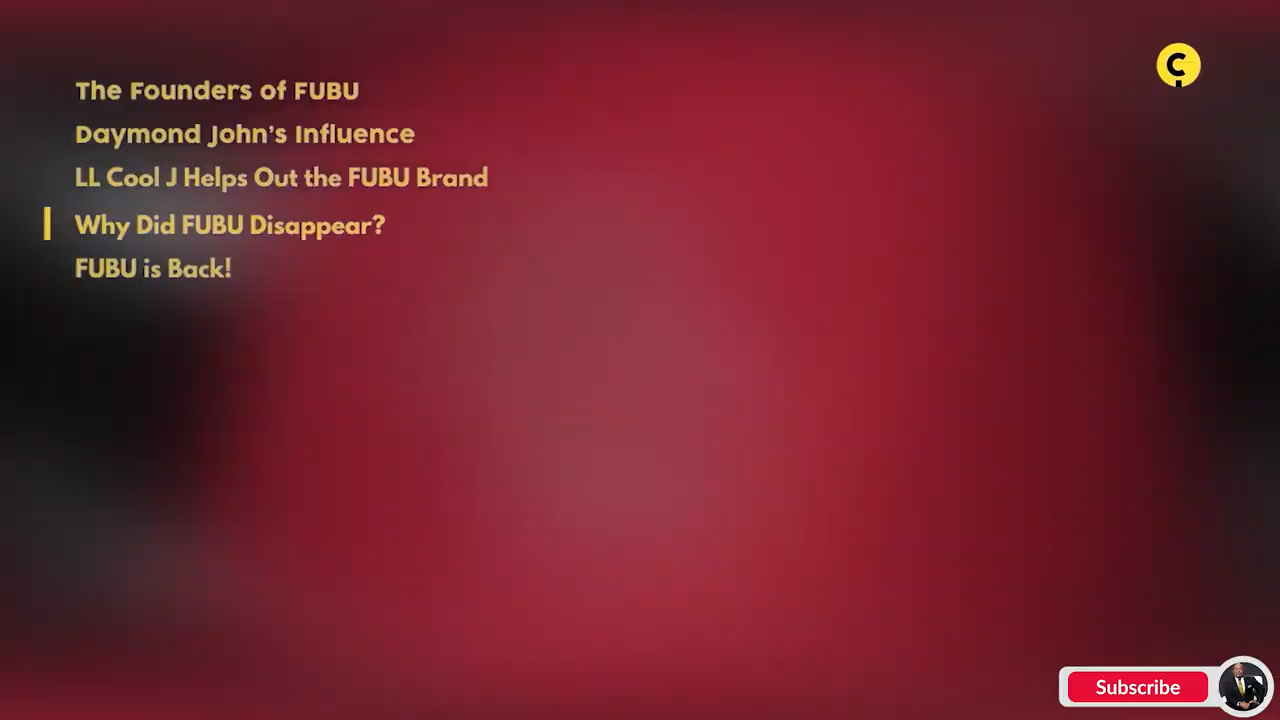 The Founders of FUBU
Daymond John's Influence
LL Cool J Helps Out the FUBU Brand
Why Did FUBU Disappear?
FUBU is Back!
Subscribe